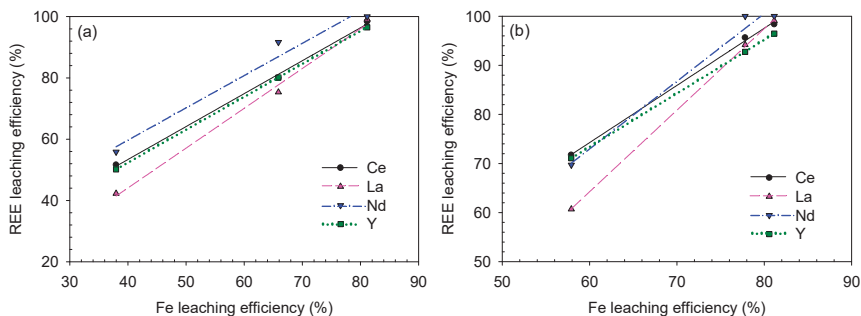 (a)
REE leaching efficiency (%)
100
80
60
40
20
30 40 50 60 70 80 90
Fe leaching efficiency (%)
Ce
La
Nd
Y
(b)
REE leaching efficiency (%)
100
90
80
70
60
50
50 60 70 80 90
Fe leaching efficiency (%)
Ce
La
Nd
Y